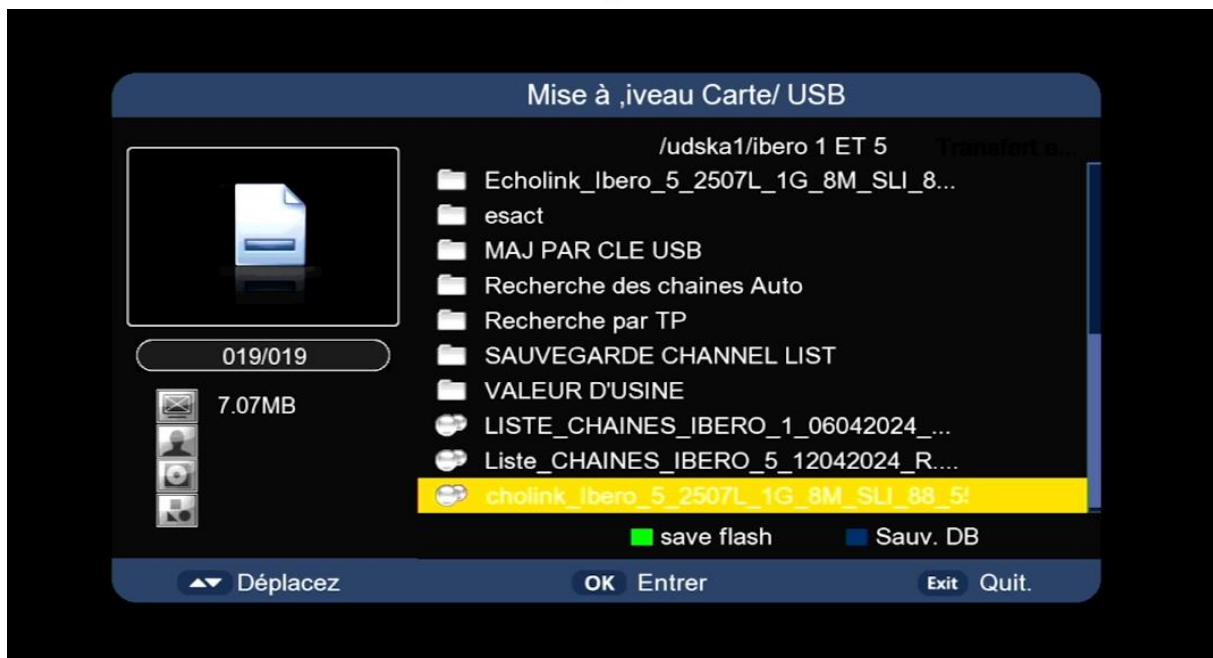 Mise à ,iveau Carte/ USB
/udska1/ibero 1 ET 5
Transfert e...
Echolink_Ibero_5_2507L_1G_8M_SLI_8...
esact
MAJ PAR CLE USB
Recherche des chaines Auto
Recherche par TP
019/019
SAUVEGARDE CHANNEL LIST
VALEUR D'USINE
7.07MB
LISTE_CHAINES_IBERO_1_06042024_...
Liste_CHAINES_IBERO_5_12042024_R....
cholink_Ibero_5_2507L_1G_8M_SLI_88_5
save flash
Sauv. DB
Déplacez
OK Entrer
Exit Quit.